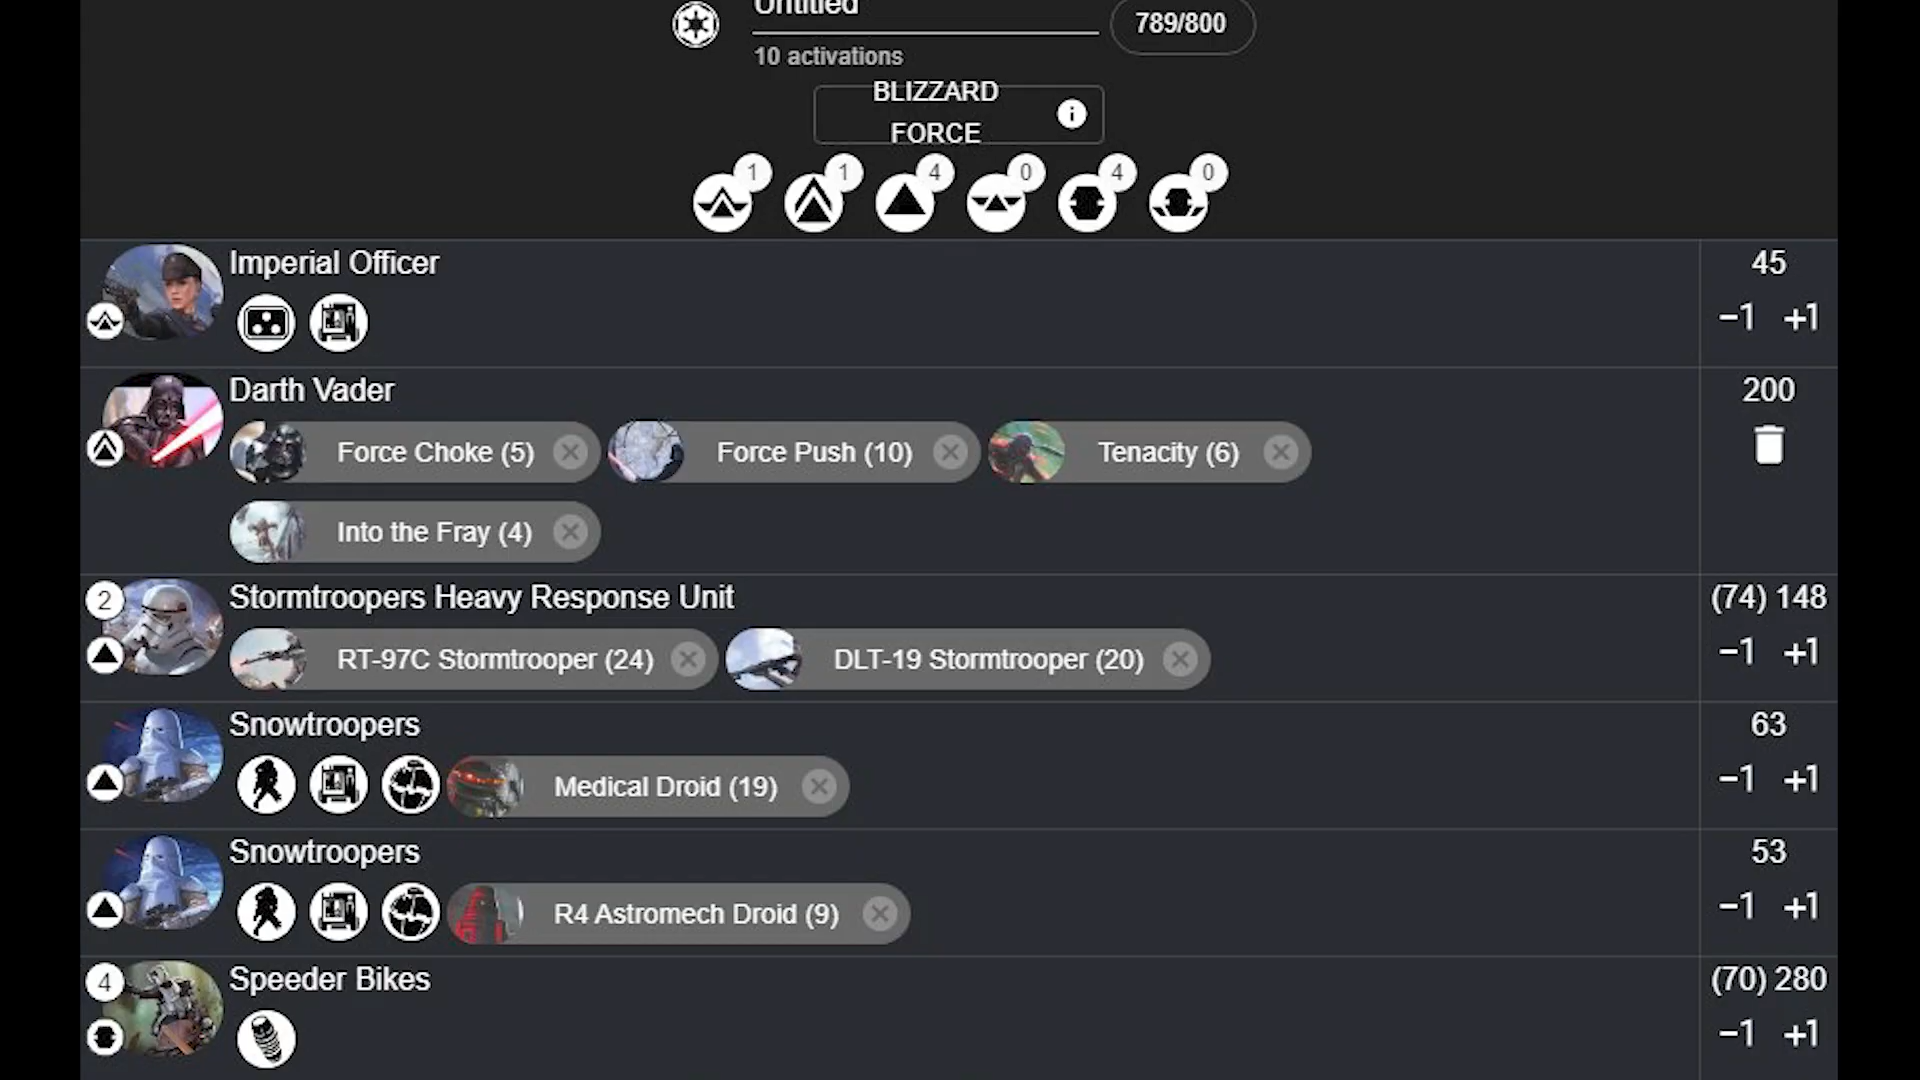 Untitled
789/800
10 activations
BLIZZARD
FORCE
1 1 4 0 4 0
Imperial Officer
45
−1 +1
Darth Vader
200
Force Choke (5) Force Push (10) Tenacity (6)
Into the Fray (4)
2
Stormtroopers Heavy Response Unit
(74) 148
RT-97C Stormtrooper (24) DLT-19 Stormtrooper (20)
−1 +1
Snowtroopers
63
Medical Droid (19)
−1 +1
Snowtroopers
53
R4 Astromech Droid (9)
−1 +1
4
Speeder Bikes
(70) 280
−1 +1